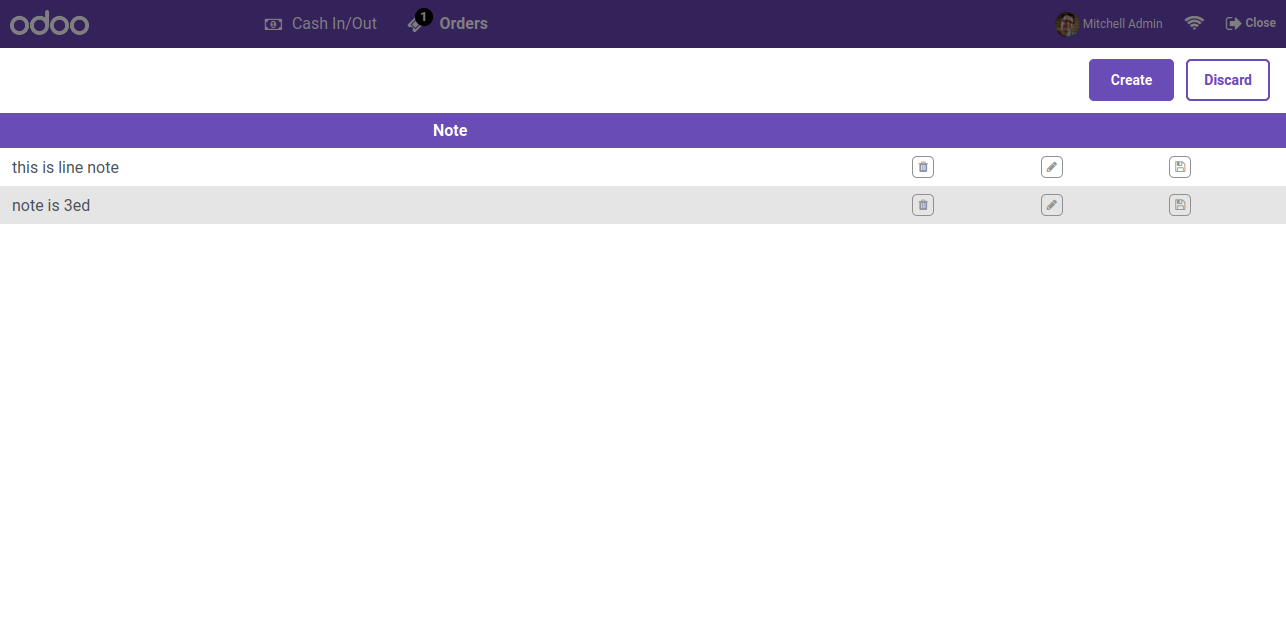 odoo
Cash In/Out
1
Orders
Mitchell Admin
Close
Create
Discard
Note
this is line note
note is 3ed